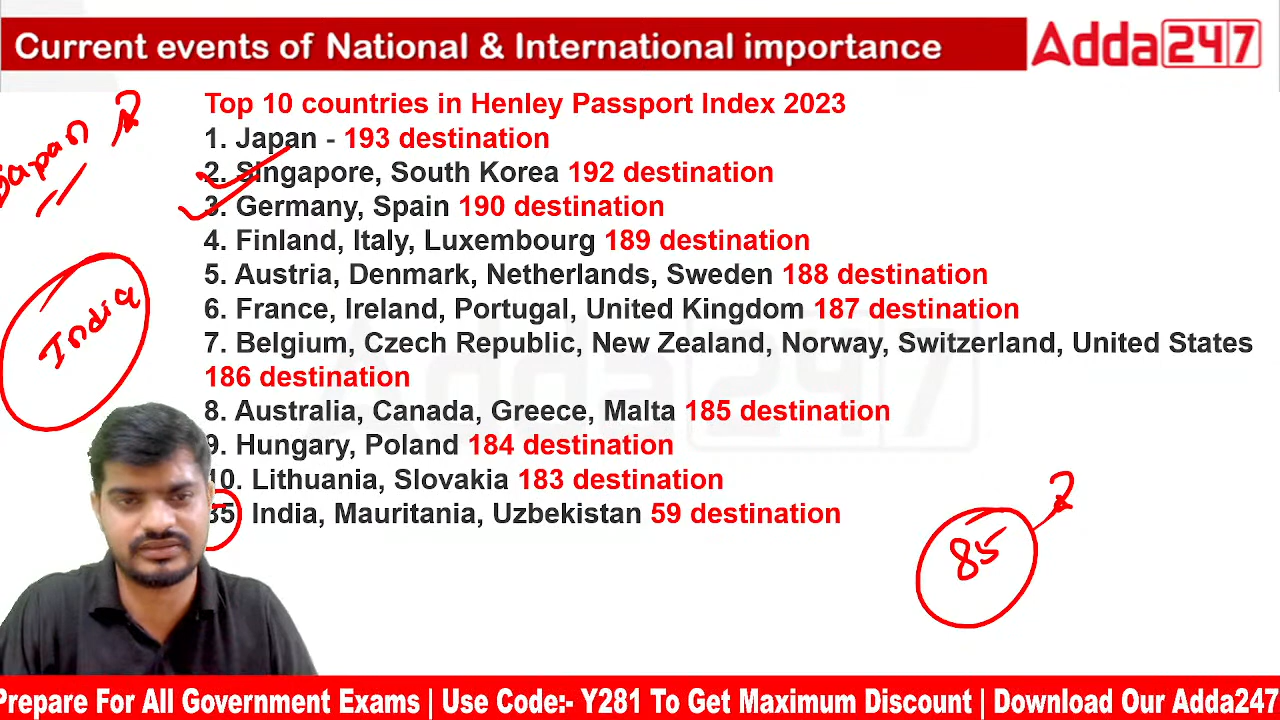 Current events of National & International importance
Adda247
Top 10 countries in Henley Passport Index 2023
Japan
1. Japan - 193 destination
2. Singapore, South Korea 192 destination
3. Germany, Spain 190 destination
4. Finland, Italy, Luxembourg 189 destination
5. Austria, Denmark, Netherlands, Sweden 188 destination
6. France, Ireland, Portugal, United Kingdom 187 destination
India
7. Belgium, Czech Republic, New Zealand, Norway, Switzerland, United States
186 destination
8. Australia, Canada, Greece, Malta 185 destination
9. Hungary, Poland 184 destination
10. Lithuania, Slovakia 183 destination
India, Mauritania, Uzbekistan 59 destination
85
Adda247
Prepare For All Government Exams | Use Code:- Y281 To Get Maximum Discount | Download Our Adda247